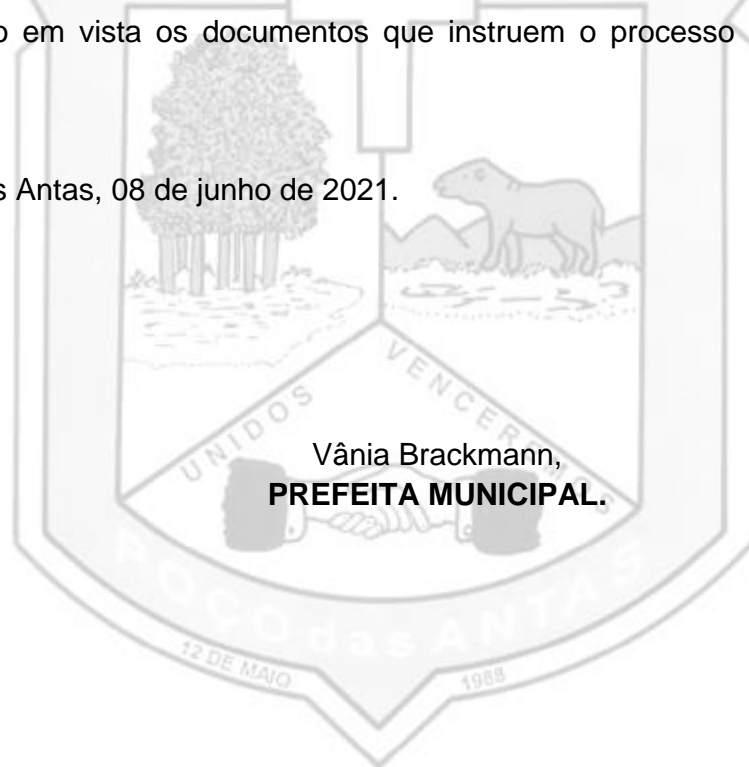 o em vista os documentos que instruem o processo
s Antas, 08 de junho de 2021.
UNIDOS VENCEREMOS
Vânia Brackmann,
PREFEITA MUNICIPAL.
POÇO das ANTAS
12 DE MAIO 1988